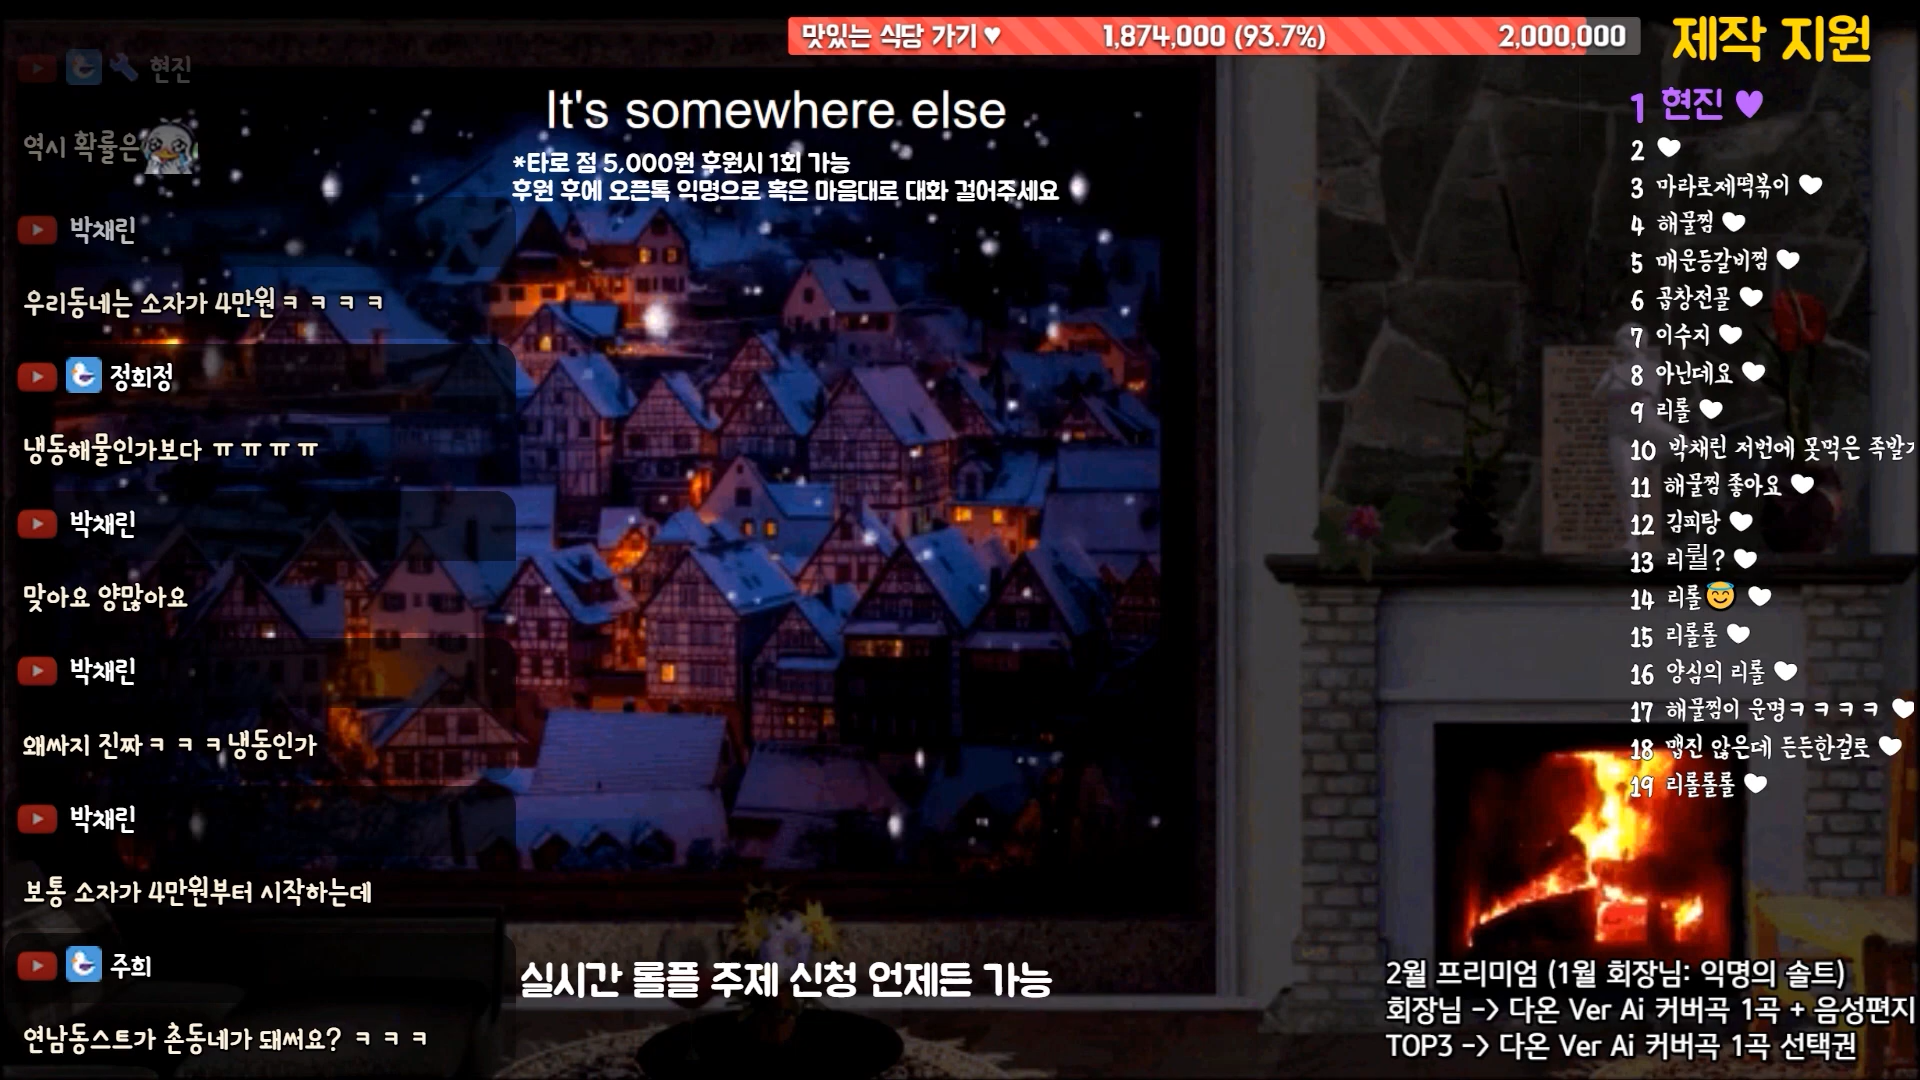 맛있는 식당 가기 ♥ 1,874,000 (93.7%) 2,000,000
제작 지원
현진
역시 확률은
박채린
우리동네는 소자가 4만원ㅋㅋㅋㅋ
정회정
냉동해물인가보다 ㅠㅠㅠㅠ
박채린
맞아요 양많아요
박채린
왜싸지 진짜ㅋㅋㅋ냉동인가
박채린
보통 소자가 4만원부터 시작하는데
주희
연남동스트가 촌동네가 돼써요? ㅋㅋㅋ
It's somewhere else
*타로 점 5,000원 후원시 1회 가능
후원 후에 오픈톡 익명으로 혹은 마음대로 대화 걸어주세요
실시간 롤플 주제 신청 언제든 가능
1 현진 💜
2 🤍
3 마라로제떡볶이 🤍
4 해물찜 🤍
5 매운등갈비찜 🤍
6 곱창전골 🤍
7 이수지 🤍
8 아닌데요 🤍
9 리롤 🤍
10 박채린 저번에 못먹은 족발
11 해물찜 좋아요 🤍
12 김피탕 🤍
13 리뤌? 🤍
14 리롤😇 🤍
15 리롤롤 🤍
16 양심의 리롤 🤍
17 해물찜이 운명ㅋㅋㅋㅋ 🤍
18 맵진 않은데 든든한걸로 🤍
19 리롤롤롤 🤍
2월 프리미엄 (1월 회장님: 익명의 솔트)
회장님 -> 다온 Ver Ai 커버곡 1곡 + 음성편지
TOP3 -> 다온 Ver Ai 커버곡 1곡 선택권